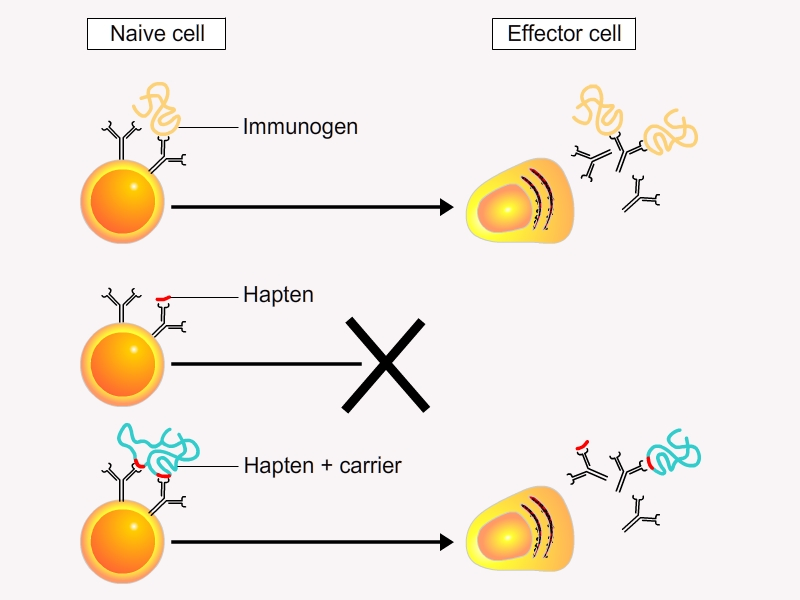 Naive cell
Effector cell
Immunogen
Hapten
Hapten + carrier